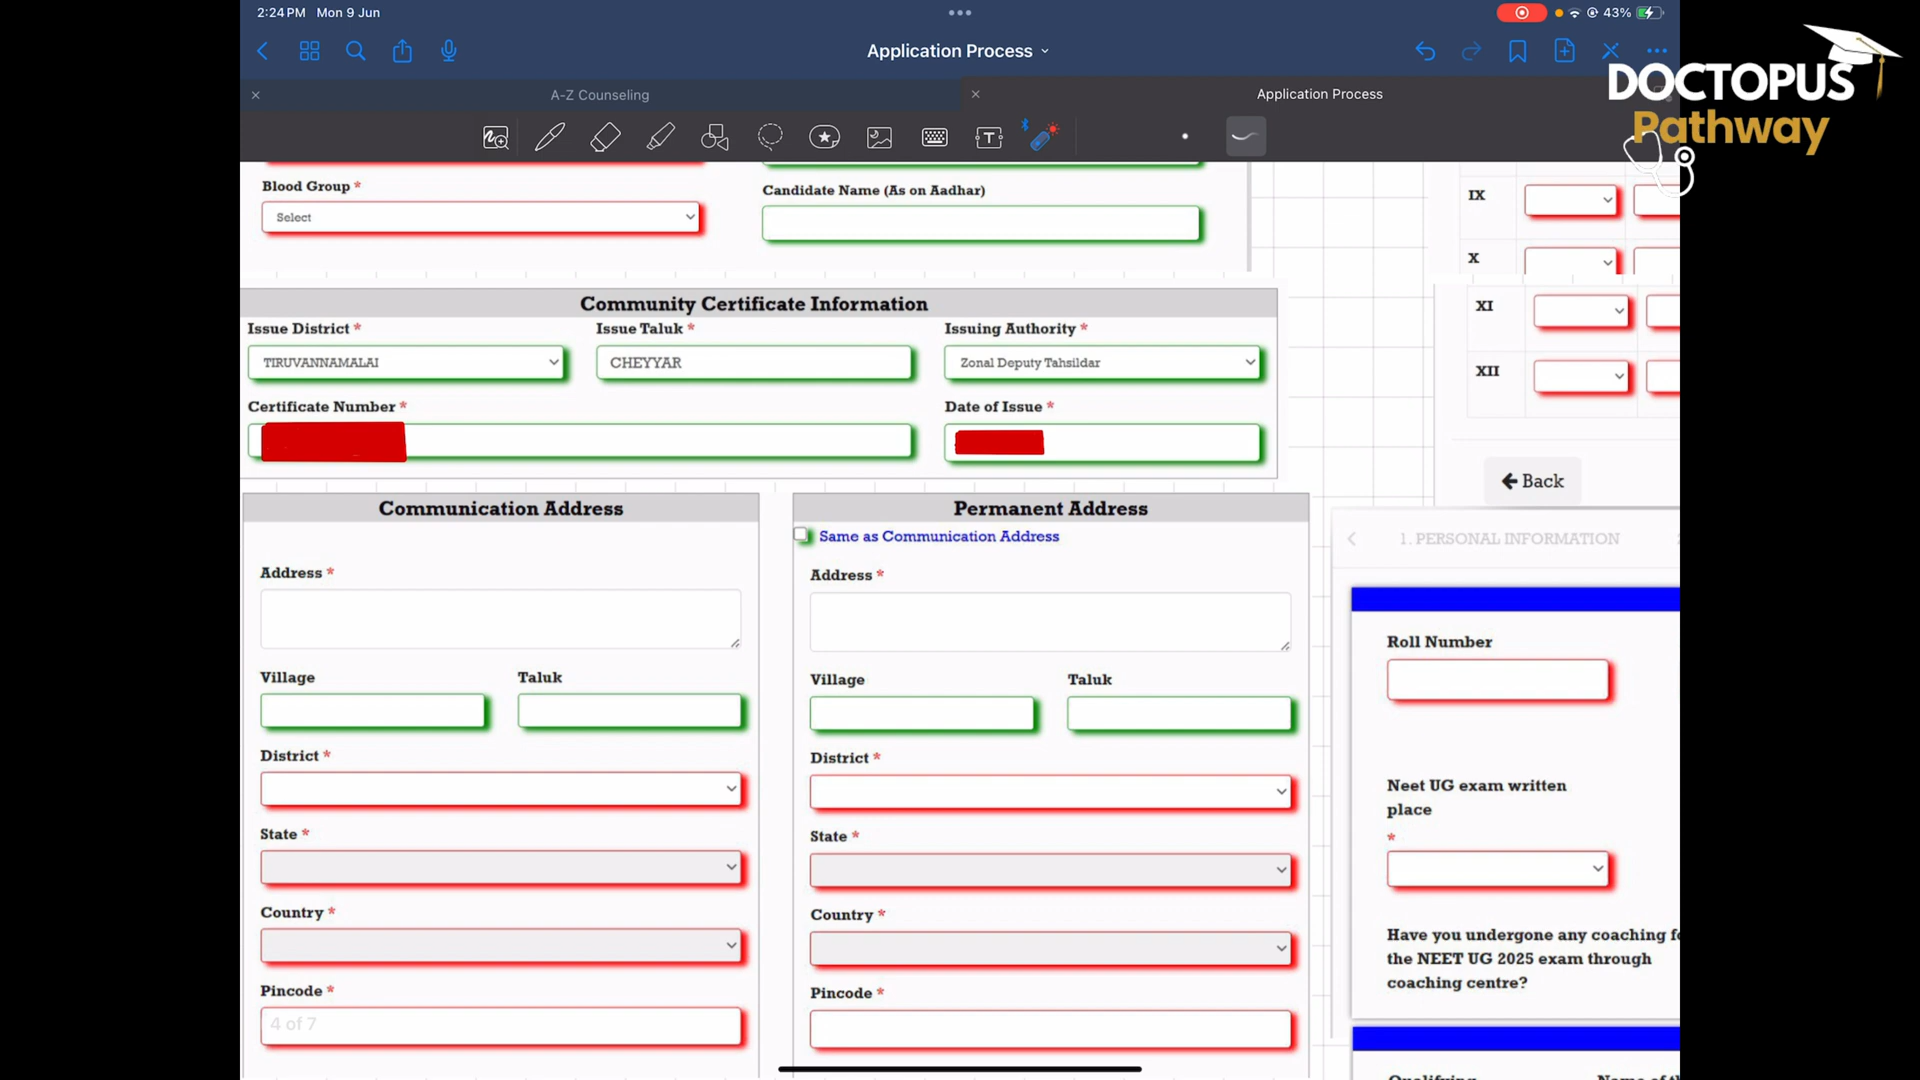 2:24 PM Mon 9 Jun
43%
Application Process
A-Z Counseling
Application Process
DOCTOPUS
Pathway
Blood Group *
Select
Candidate Name (As on Aadhar)
IX
X
XI
XII
Community Certificate Information
Issue District *
Issue Taluk *
Issuing Authority *
TIRUVANNAMALAI
CHEYYAR
Zonal Deputy Tahsildar
Certificate Number *
Date of Issue *
Back
Communication Address
Address *
Village
Taluk
District *
State *
Country *
Pincode *
4 of 7
Permanent Address
Same as Communication Address
Address *
Village
Taluk
District *
State *
Country *
Pincode *
1. PERSONAL INFORMATION
Roll Number
Neet UG exam written
place
*
Have you undergone any coaching
the NEET UG 2025 exam through
coaching centre?
Qualifying